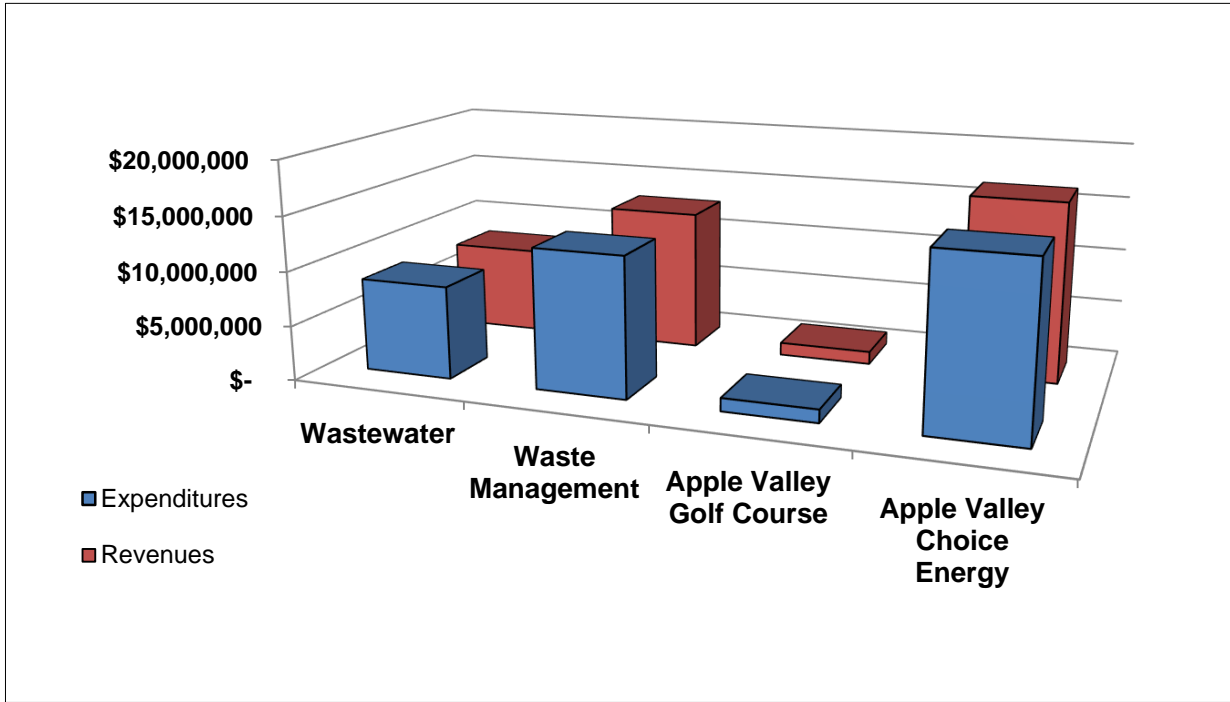 $20,000,000
$15,000,000
$10,000,000
$5,000,000
$-
Wastewater
Waste
Management
Apple Valley
Golf Course
Apple Valley
Choice
Energy
Expenditures
Revenues